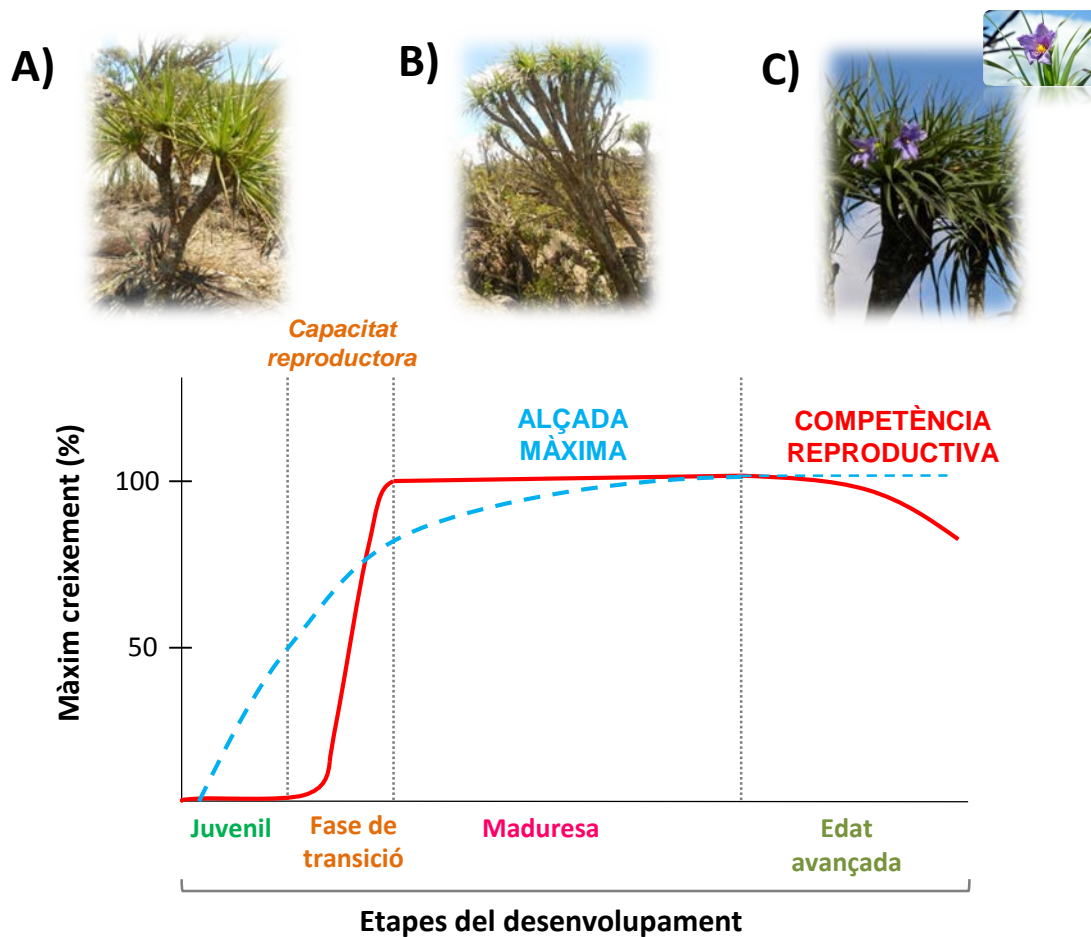 A)
B)
C)
Capacitat
reproductora
ALÇADA
MÀXIMA
COMPETÈNCIA
REPRODUCTIVA
Màxim creixement (%)
100
50
Juvenil
Fase de
transició
Maduresa
Edat
avançada
Etapes del desenvolupament